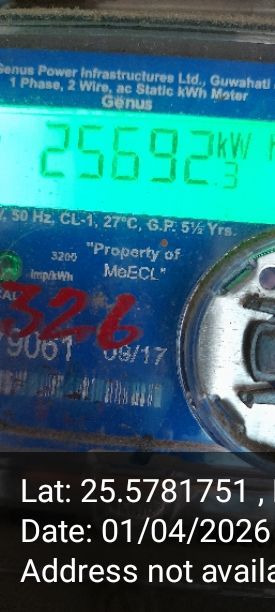 Genus Power Infrastructures Ltd., Guwahati
1 Phase, 2 Wire, ac Static kWh Meter
Genus
25692.3 kW
50 Hz, CL-1, 27°C, G.P. 5½ Yrs.
3200
imp/kWh
"Property of
MeECL"
CAL
326
79061 09/17
Lat: 25.5781751 ,
Date: 01/04/2026
Address not availa